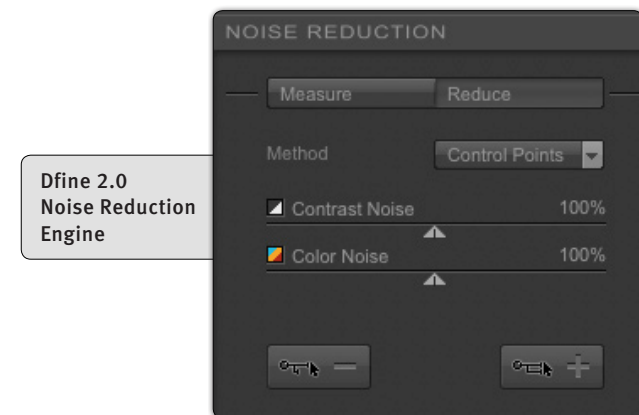 NOISE REDUCTION
Measure Reduce
Method Control Points
Dfine 2.0
Noise Reduction
Engine
Contrast Noise 100%
Color Noise 100%